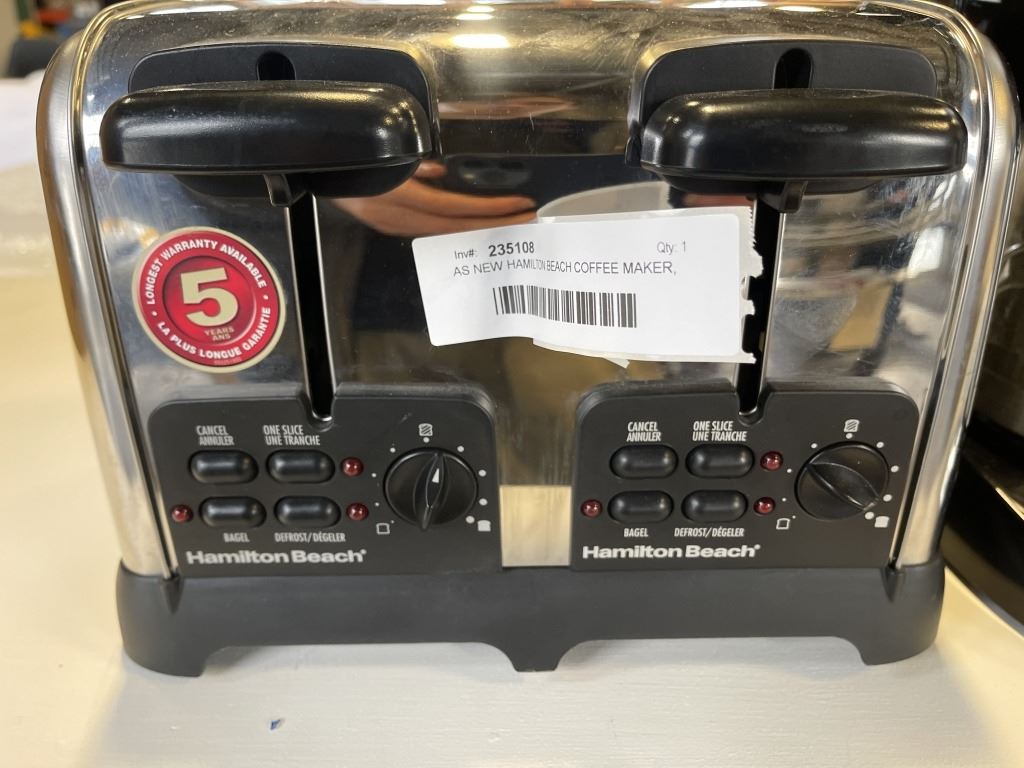 LONGEST WARRANTY AVAILABLE
5
YEARS
ANS
LA PLUS LONGUE GARANTIE
Inv#: 235108 Qty: 1
AS NEW HAMILTON BEACH COFFEE MAKER,
CANCEL
ANNULER
ONE SLICE
UNE TRANCHE
BAGEL
DEFROST/DÉGELER
Hamilton Beach®
CANCEL
ANNULER
ONE SLICE
UNE TRANCHE
BAGEL
DEFROST/DÉGELER
Hamilton Beach®